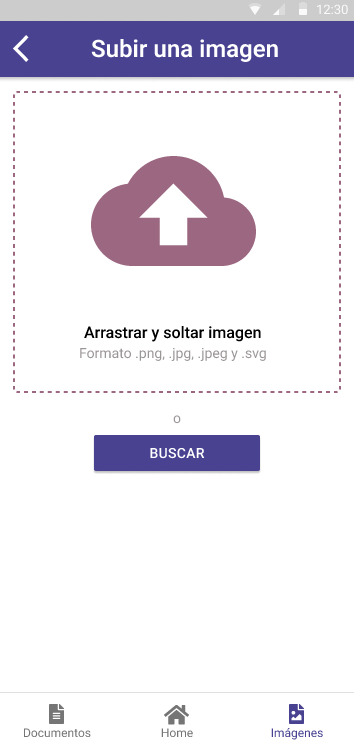 12:30
Subir una imagen
Arrastrar y soltar imagen
Formato .png, .jpg, .jpeg y .svg
o
BUSCAR
Documentos
Home
Imágenes